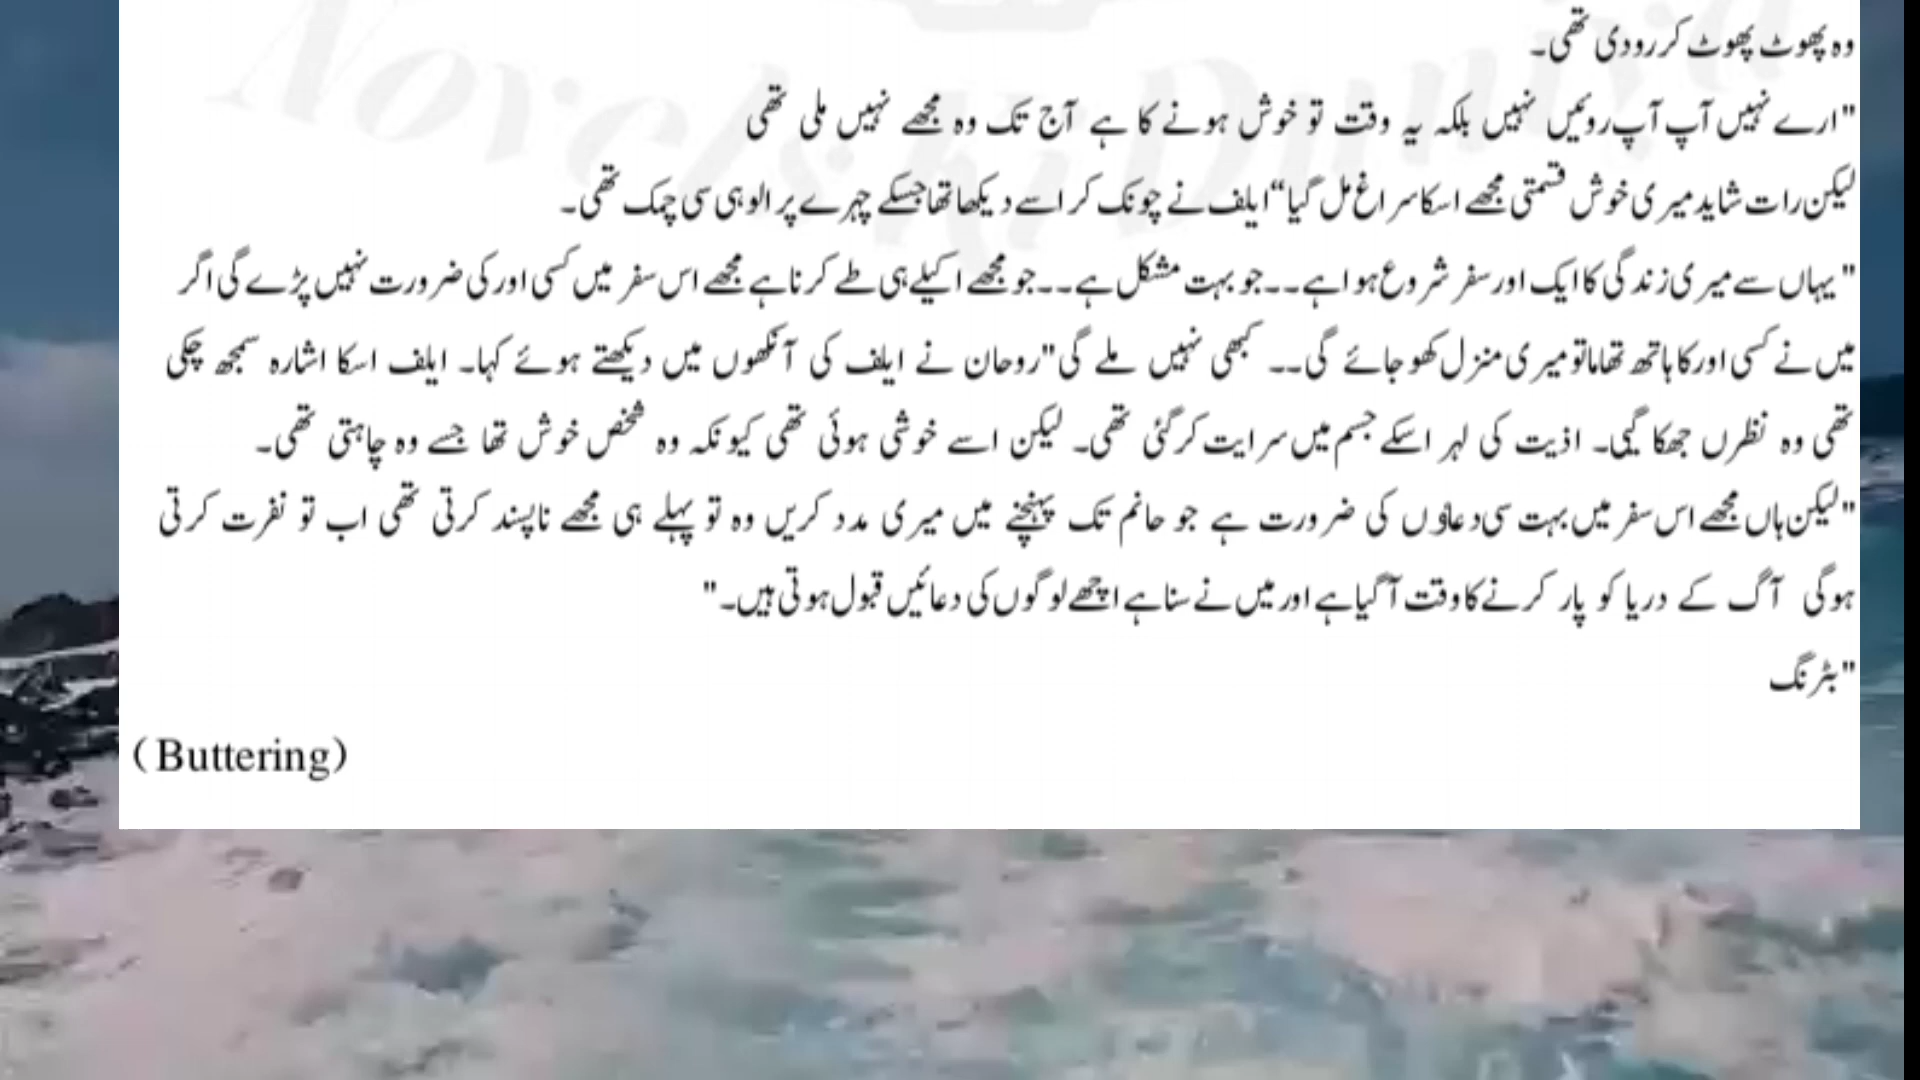 وہ پھوٹ پھوٹ کر رودی تھی۔
"ارے نہیں آپ آپ روئیں نہیں بلکہ یہ وقت تو خوش ہونے کا ہے آج تک وہ مجھے نہیں ملی تھی
لیکن رات شاید میری خوش قسمتی مجھے اسکا سراغ مل گیا“ ایلف نے چونک کر اسے دیکھا تھا جسکے چہرے پر الوہی سی چمک تھی۔
"یہاں سے میری زندگی کا ایک اور سفر شروع ہوا ہے۔۔جو بہت مشکل ہے۔۔جو مجھے اکیلے ہی طے کرنا ہے مجھے اس سفر میں کسی اور کی ضرورت نہیں پڑے گی اگر
میں نے کسی اور کا ہاتھ تھاما تو میری منزل کھو جائے گی۔۔ کبھی نہیں ملے گی" روحان نے ایلف کی آنکھوں میں دیکھتے ہوئے کہا۔ ایلف اسکا اشارہ سمجھ چکی
تھی وہ نظرں جھکا گیی۔ اذیت کی لہر اسکے جسم میں سرایت کر گئی تھی۔ لیکن اسے خوشی ہوئی تھی کیونکہ وہ شخص خوش تھا جسے وہ چاہتی تھی۔
"لیکن ہاں مجھے اس سفر میں بہت سی دعاؤں کی ضرورت ہے جو حانم تک پہنچنے میں میری مدد کریں وہ تو پہلے ہی مجھے ناپسند کرتی تھی اب تو نفرت کرتی
ہوگی آگ کے دریا کو پار کرنے کا وقت آگیا ہے اور میں نے سنا ہے اچھے لوگوں کی دعائیں قبول ہوتی ہیں۔"
"بٹرنگ
(Buttering)
Novels Ki Duniya